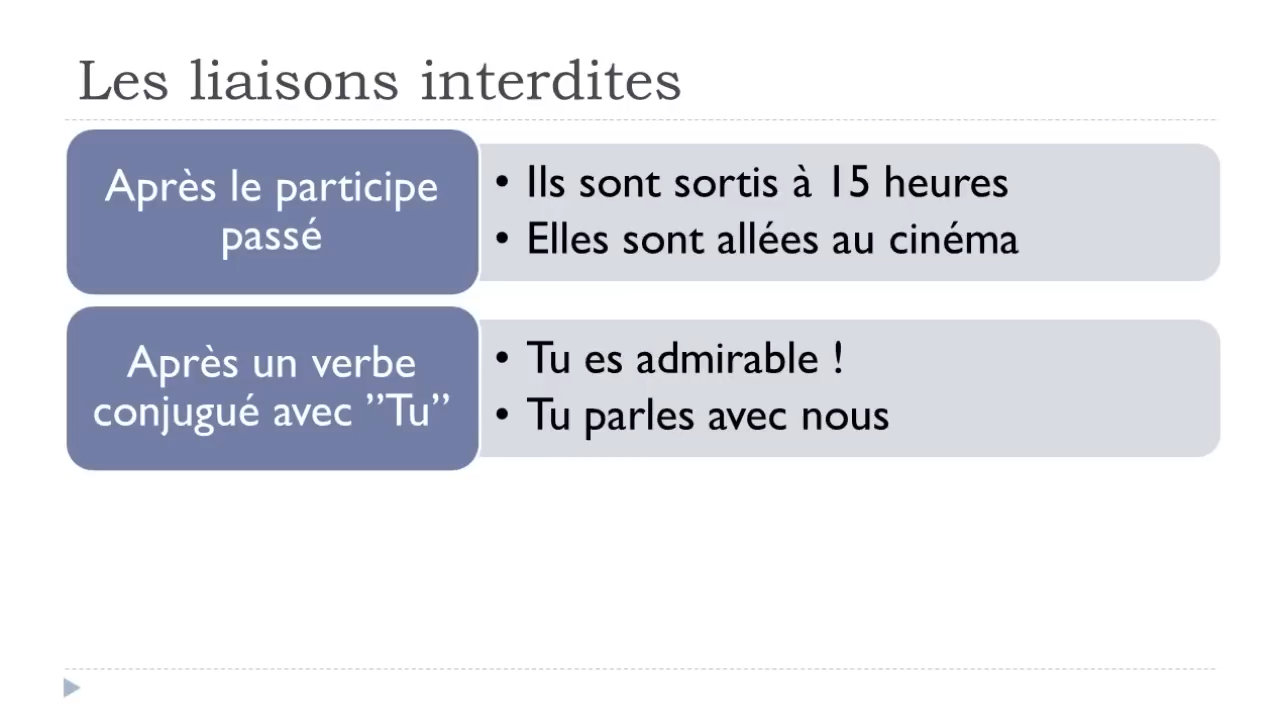 Les liaisons interdites
Après le participe
passé
• Ils sont sortis à 15 heures
• Elles sont allées au cinéma
Après un verbe
conjugué avec ”Tu”
• Tu es admirable !
• Tu parles avec nous